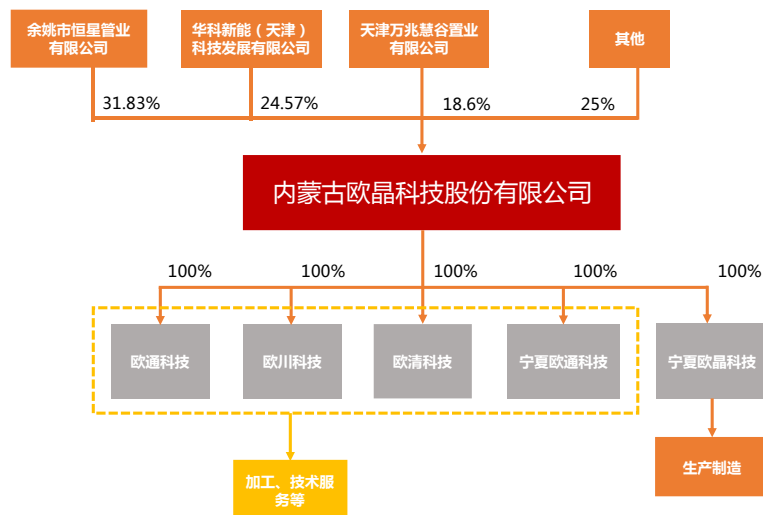 余姚市恒星管业
有限公司
华科新能（天津）
科技发展有限公司
天津万兆慧谷置业
有限公司
其他
31.83%
24.57%
18.6%
25%
内蒙古欧晶科技股份有限公司
100%
100%
100%
100%
100%
欧通科技
欧川科技
欧清科技
宁夏欧通科技
宁夏欧晶科技
加工、技术服
务等
生产制造